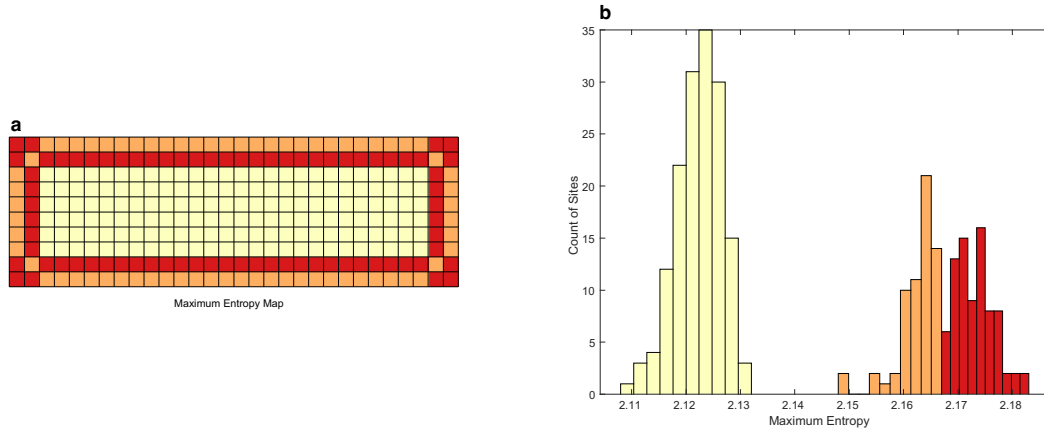 a
Maximum Entropy Map
b
Count of Sites
35
30
25
20
15
10
5
0
2.11 2.12 2.13 2.14 2.15 2.16 2.17 2.18
Maximum Entropy